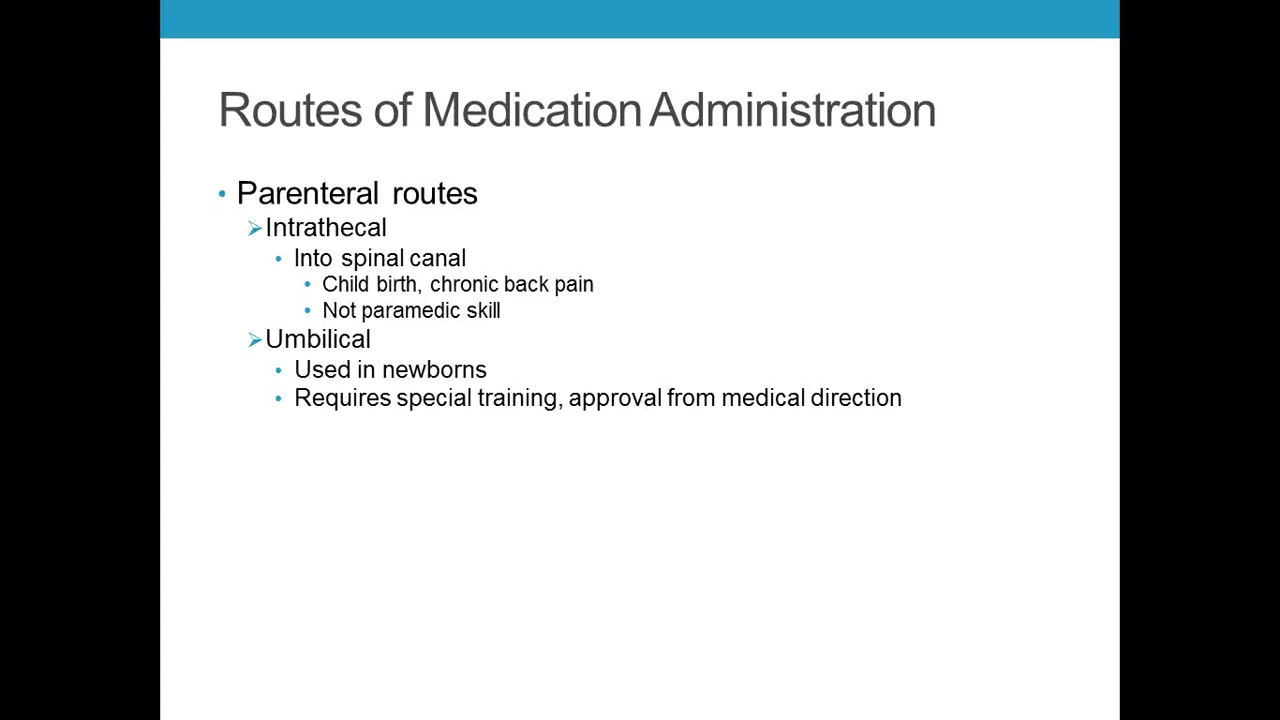 Routes of Medication Administration
• Parenteral routes
➢Intrathecal
• Into spinal canal
• Child birth, chronic back pain
• Not paramedic skill
➢Umbilical
• Used in newborns
• Requires special training, approval from medical direction